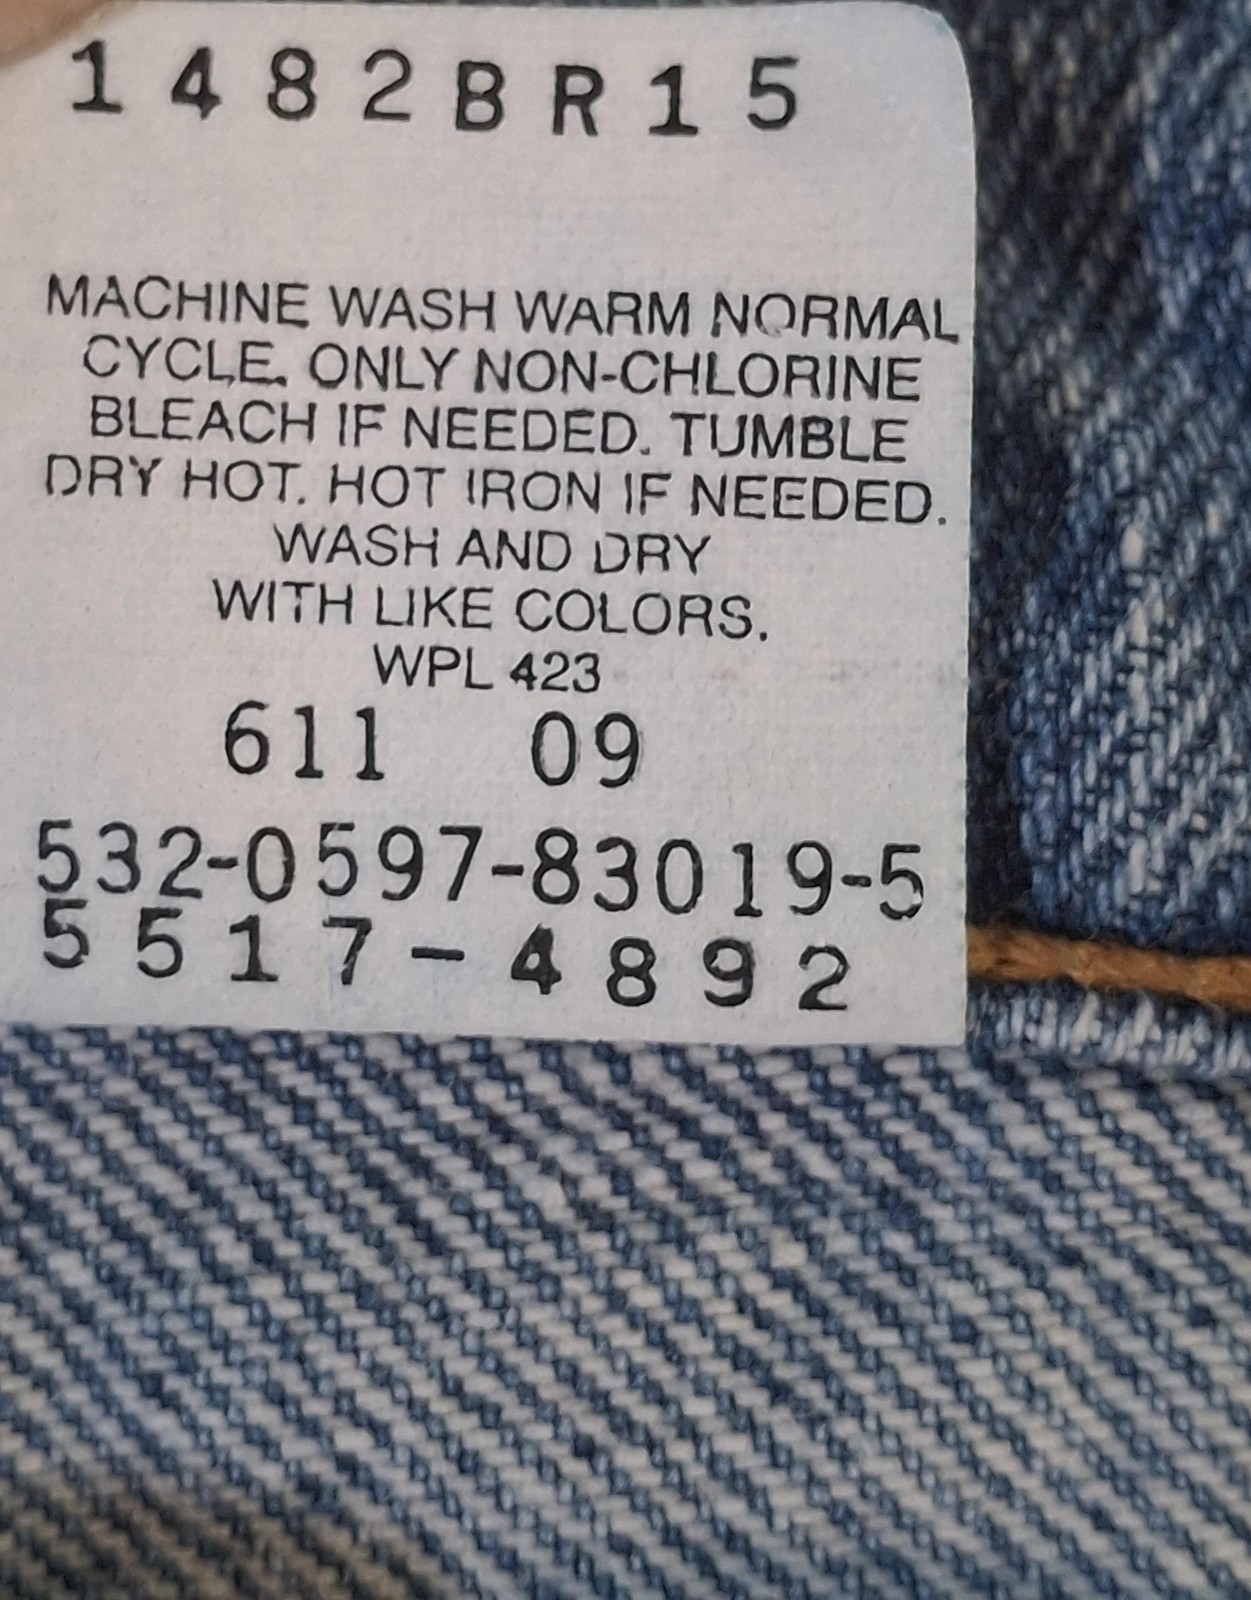 1482BR15
MACHINE WASH WARM NORMAL
CYCLE. ONLY NON-CHLORINE
BLEACH IF NEEDED. TUMBLE
DRY HOT. HOT IRON IF NEEDED.
WASH AND DRY
WITH LIKE COLORS.
WPL 423
611 09
532-0597-83019-5
5517-4892